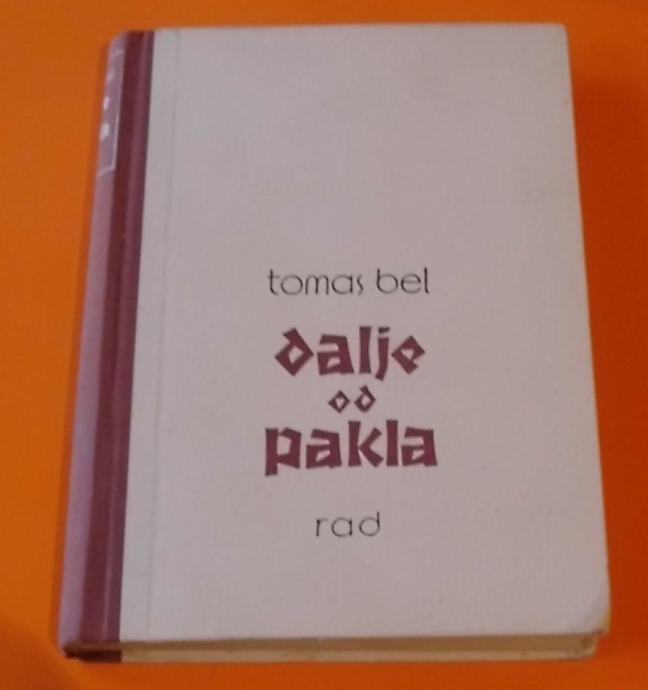 tomas bel
dalje
od
pakla
rad